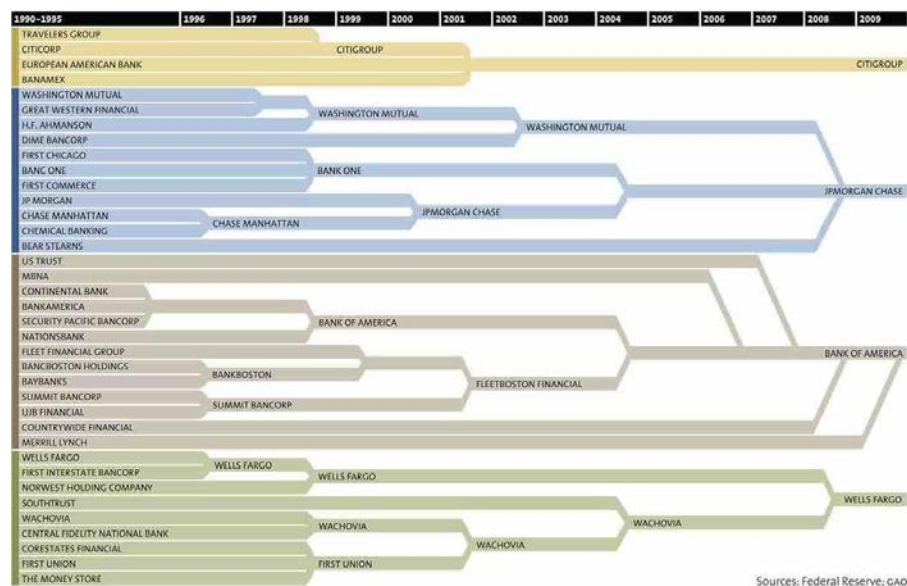 1990–1995 1996 1997 1998 1999 2000 2001 2002 2003 2004 2005 2006 2007 2008 2009
TRAVELERS GROUP
CITICORP CITIGROUP
EUROPEAN AMERICAN BANK CITIGROUP
BANAMEX
WASHINGTON MUTUAL
GREAT WESTERN FINANCIAL
WASHINGTON MUTUAL
H.F. AHMANSON WASHINGTON MUTUAL
DIME BANCORP
FIRST CHICAGO
BANC ONE BANK ONE
FIRST COMMERCE
JPMORGAN CHASE
JP MORGAN
JPMORGAN CHASE
CHASE MANHATTAN
CHASE MANHATTAN
CHEMICAL BANKING
BEAR STEARNS
US TRUST
MBNA
CONTINENTAL BANK
BANKAMERICA
SECURITY PACIFIC BANCORP BANK OF AMERICA
NATIONSBANK
FLEET FINANCIAL GROUP BANK OF AMERICA
BANCBOSTON HOLDINGS
BANKBOSTON
BAYBANKS FLEETBOSTON FINANCIAL
SUMMIT BANCORP
SUMMIT BANCORP
UJB FINANCIAL
COUNTRYWIDE FINANCIAL
MERRILL LYNCH
WELLS FARGO
WELLS FARGO
FIRST INTERSTATE BANCORP WELLS FARGO
NORWEST HOLDING COMPANY
WELLS FARGO
SOUTHTRUST
WACHOVIA WACHOVIA WACHOVIA
CENTRAL FIDELITY NATIONAL BANK
CORESTATES FINANCIAL WACHOVIA
FIRST UNION FIRST UNION
THE MONEY STORE
Sources: Federal Reserve; GAO